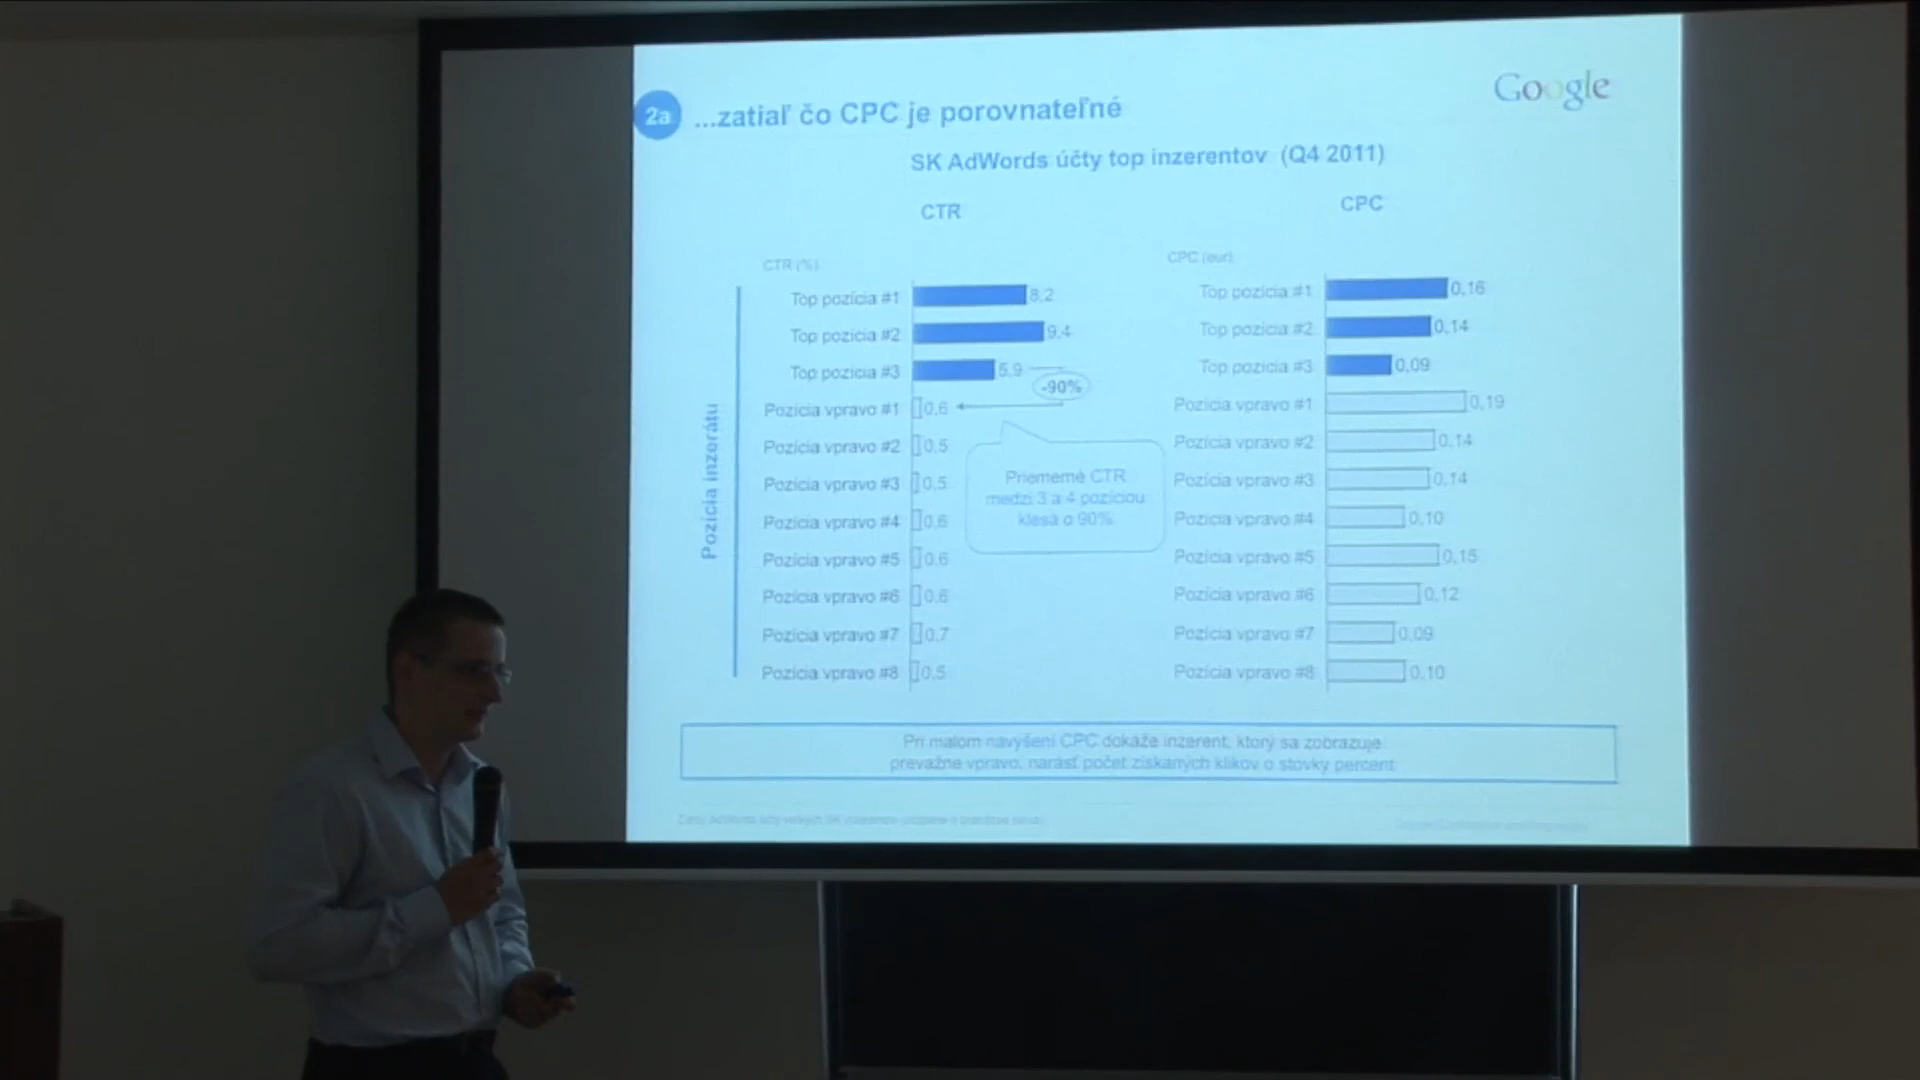 Google
2a
...zatiaľ čo CPC je porovnateľné
SK AdWords účty top inzerentov (Q4 2011)
CTR
CTR (%)
Top pozícia #1 8,2
Top pozícia #2 9,4
Top pozícia #3 5,9
-90%
Pozícia vpravo #1 0,6
Pozícia vpravo #2 0,5
Pozícia vpravo #3 0,5
Pozícia vpravo #4 0,6
Pozícia vpravo #5 0,6
Pozícia vpravo #6 0,6
Pozícia vpravo #7 0,7
Pozícia vpravo #8 0,5
Pozícia inzerátu
Priemerné CTR
medzi 3 a 4 pozíciou
klesá o 90%
CPC
CPC (eur)
Top pozícia #1 0,16
Top pozícia #2 0,14
Top pozícia #3 0,09
Pozícia vpravo #1 0,19
Pozícia vpravo #2 0,14
Pozícia vpravo #3 0,14
Pozícia vpravo #4 0,10
Pozícia vpravo #5 0,15
Pozícia vpravo #6 0,12
Pozícia vpravo #7 0,09
Pozícia vpravo #8 0,10
Pri malom navýšení CPC dokáže inzerent, ktorý sa zobrazuje
prevažne vpravo, narásť počet získaných klikov o stovky percent